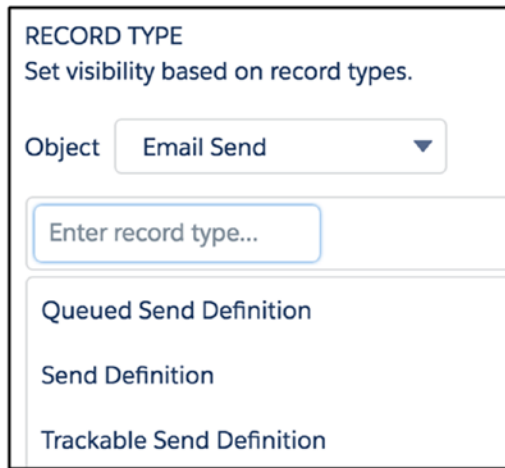 RECORD TYPE
Set visibility based on record types.
Object Email Send
Enter record type...
Queued Send Definition
Send Definition
Trackable Send Definition